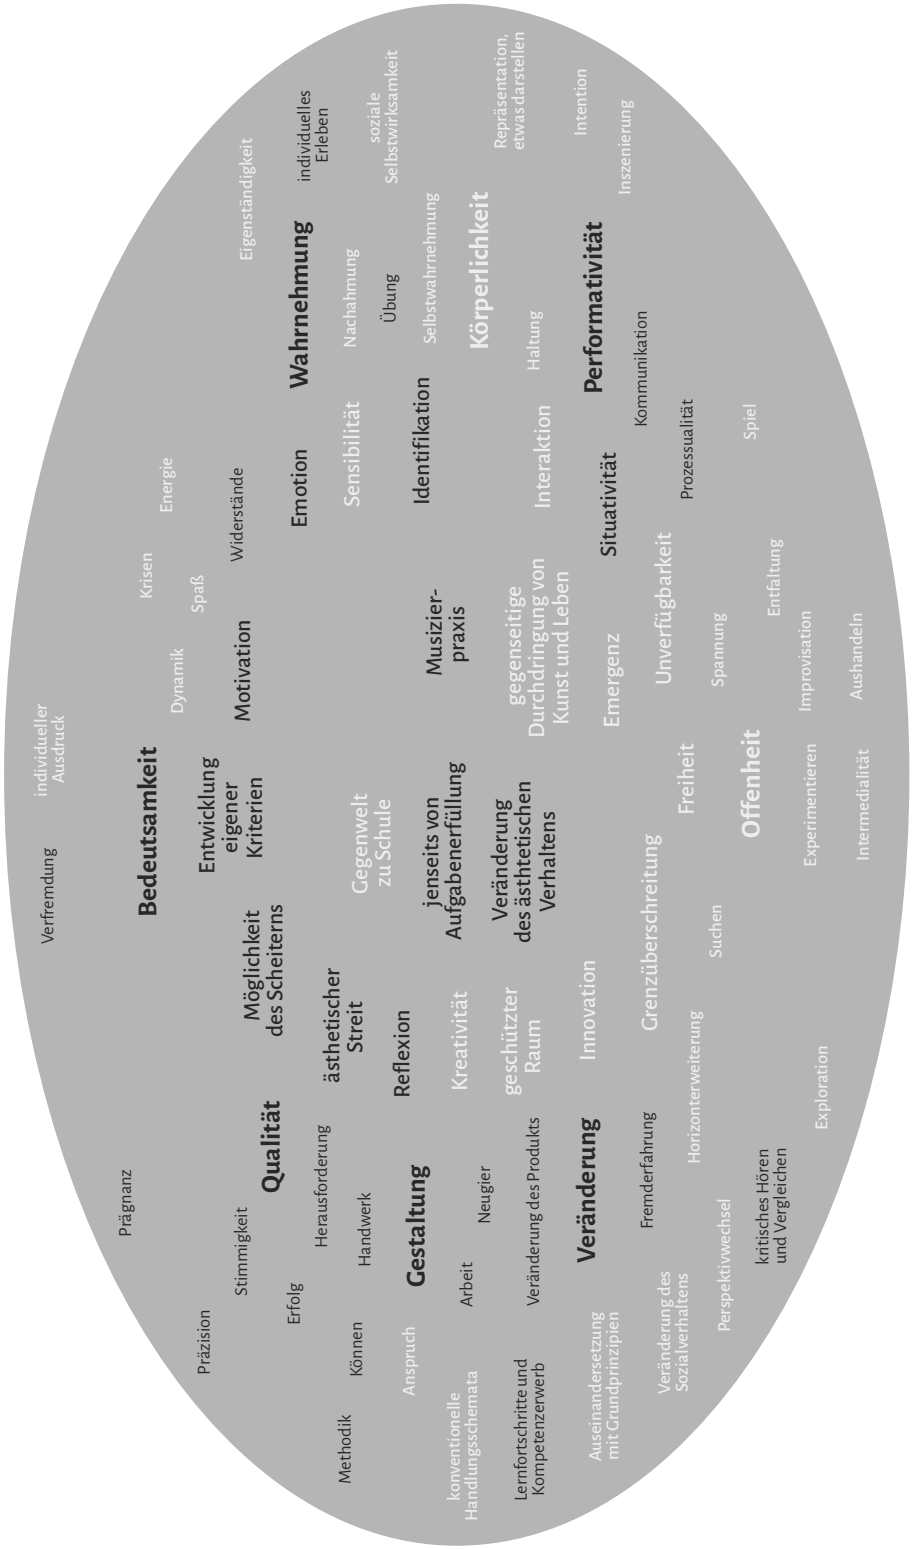 Verfremdung
individueller
Ausdruck
Prägnanz
Bedeutsamkeit
Krisen
Energie
Dynamik
Spaß
Präzision
Entwicklung
eigener
Kriterien
Stimmigkeit
Motivation
Widerstände
Eigenständigkeit
Möglichkeit
des Scheiterns
Qualität
Erfolg
Emotion
Wahrnehmung
individuelles
Erleben
Herausforderung
ästhetischer
Streit
Methodik
Können
Handwerk
Gegenwelt
zu Schule
Sensibilität
Nachahmung
soziale
Selbstwirksamkeit
Übung
Anspruch
Gestaltung
Reflexion
jenseits von
Aufgabenerfüllung
Musizier-
praxis
Identifikation
Selbstwahrnehmung
konventionelle
Handlungsschemata
Arbeit
Neugier
Kreativität
Körperlichkeit
Veränderung
des ästhtetischen
Verhaltens
Repräsentation,
etwas darstellen
geschützter
Raum
gegenseitige
Durchdringung von
Kunst und Leben
Lernfortschritte und
Kompetenzerwerb
Veränderung des Produkts
Interaktion
Haltung
Intention
Veränderung
Innovation
Auseinandersetzung
mit Grundprinzipien
Emergenz
Situativität
Performativität
Inszenierung
Fremderfahrung
Grenzüberschreitung
Kommunikation
Unverfügbarkeit
Veränderung des
Sozialverhaltens
Horizonterweiterung
Freiheit
Prozessualität
Perspektivwechsel
Suchen
Spannung
Offenheit
Spiel
kritisches Hören
und Vergleichen
Entfaltung
Exploration
Experimentieren
Improvisation
Intermedialität
Aushandeln